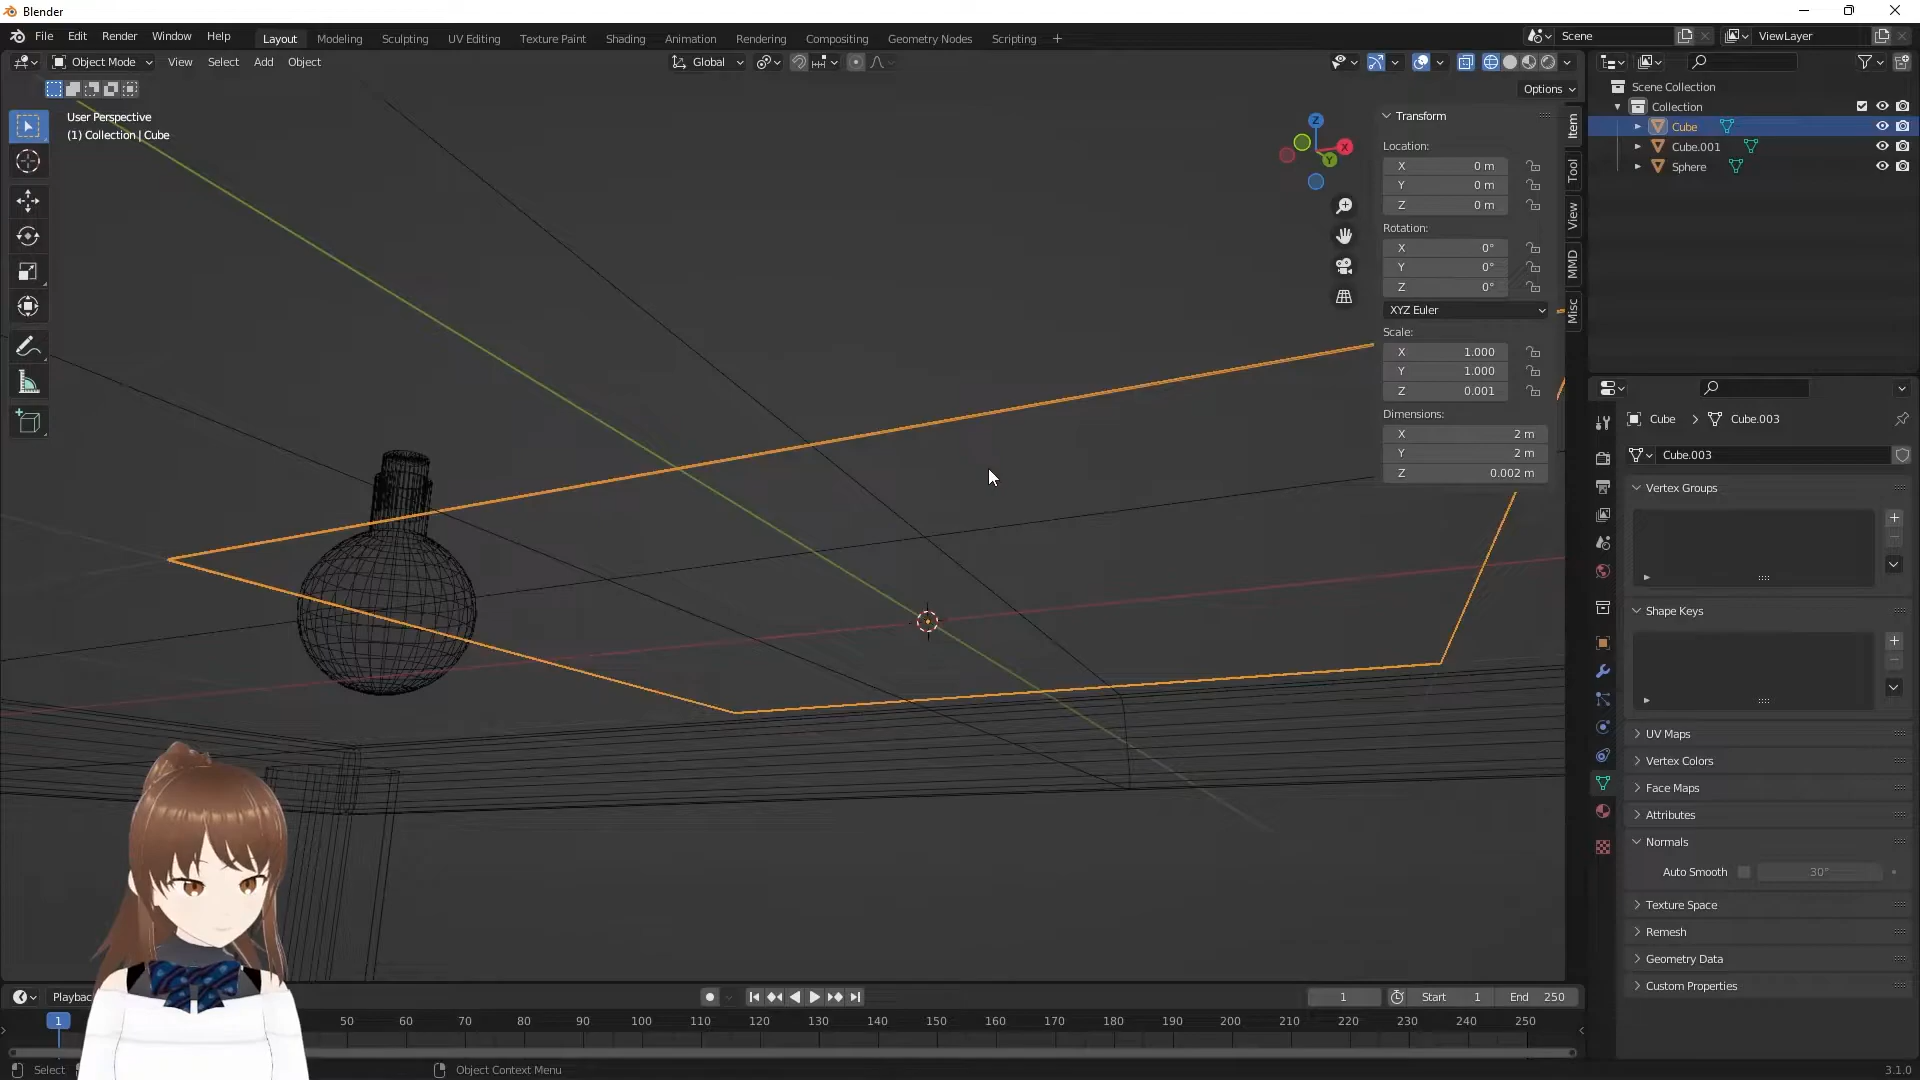 Blender
File Edit Render Window Help
Layout Modeling Sculpting UV Editing Texture Paint Shading Animation Rendering Compositing Geometry Nodes Scripting
Scene
ViewLayer
Object Mode View Select Add Object
Global
Options
User Perspective
(1) Collection | Cube
Z
X
Y
Transform
Location:
X 0 m
Y 0 m
Z 0 m
Rotation:
X 0°
Y 0°
Z 0°
XYZ Euler
Scale:
X 1.000
Y 1.000
Z 0.001
Dimensions:
X 2 m
Y 2 m
Z 0.002 m
Item
Tool
View
MMD
Misc
Scene Collection
Collection
Cube
Cube.001
Sphere
Cube Cube.003
Cube.003
Vertex Groups
Shape Keys
UV Maps
Vertex Colors
Face Maps
Attributes
Normals
Auto Smooth 30°
Texture Space
Remesh
Geometry Data
Custom Properties
Playbac
1 Start 1 End 250
1 50 60 70 80 90 100 110 120 130 140 150 160 170 180 190 200 210 220 230 240 250
Select Object Context Menu 3.1.0